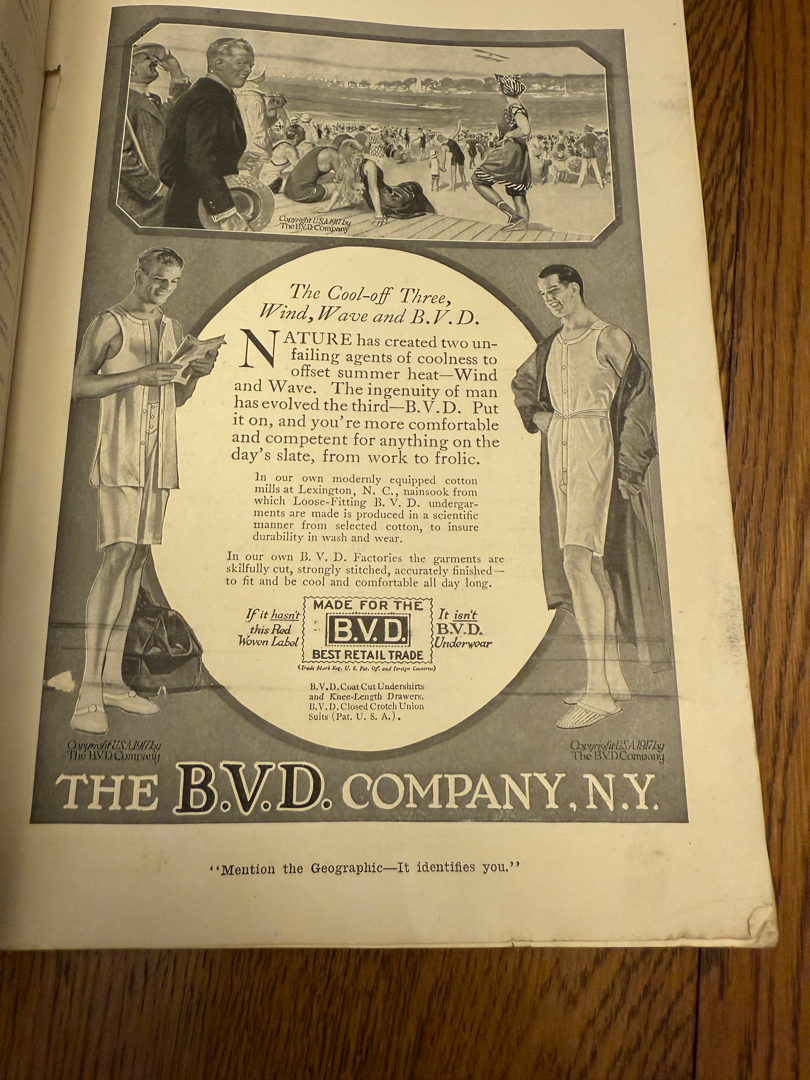 Copyright U.S.A. 1917 by
The B.V.D. Company
The Cool-off Three,
Wind, Wave and B.V.D.
NATURE has created two un-
failing agents of coolness to
offset summer heat—Wind
and Wave. The ingenuity of man
has evolved the third—B.V.D. Put
it on, and you're more comfortable
and competent for anything on the
day's slate, from work to frolic.
In our own modernly equipped cotton
mills at Lexington, N. C., nainsook from
which Loose-Fitting B. V. D. undergar-
ments are made is produced in a scientific
manner from selected cotton, to insure
durability in wash and wear.
In our own B. V. D. Factories the garments are
skilfully cut, strongly stitched, accurately finished—
to fit and be cool and comfortable all day long.
If it hasn't
this Red
Woven Label
MADE FOR THE
B.V.D.
BEST RETAIL TRADE
It isn't
B.V.D.
Underwear
(Trade Mark Reg. U. S. Pat. Off. and Foreign Countries)
B.V.D. Coat Cut Undershirts
and Knee-Length Drawers.
B.V.D. Closed Crotch Union
Suits (Pat. U. S. A.).
Copyright U.S.A. 1917 by
The B.V.D. Company
Copyright U.S.A. 1917 by
The B.V.D. Company
THE B.V.D. COMPANY, N.Y.
"Mention the Geographic—It identifies you."